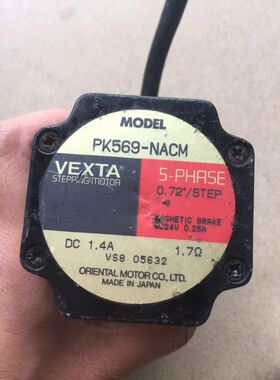 MODEL
PK569-NACM
VEXTA
STEPPING MOTOR
5-PHASE
0.72°/STEP
MAGNETIC BRAKE
DC24V 0.25A
DC 1.4A
1.7Ω
VS8 05632
ORIENTAL MOTOR CO.,LTD.
MADE IN JAPAN